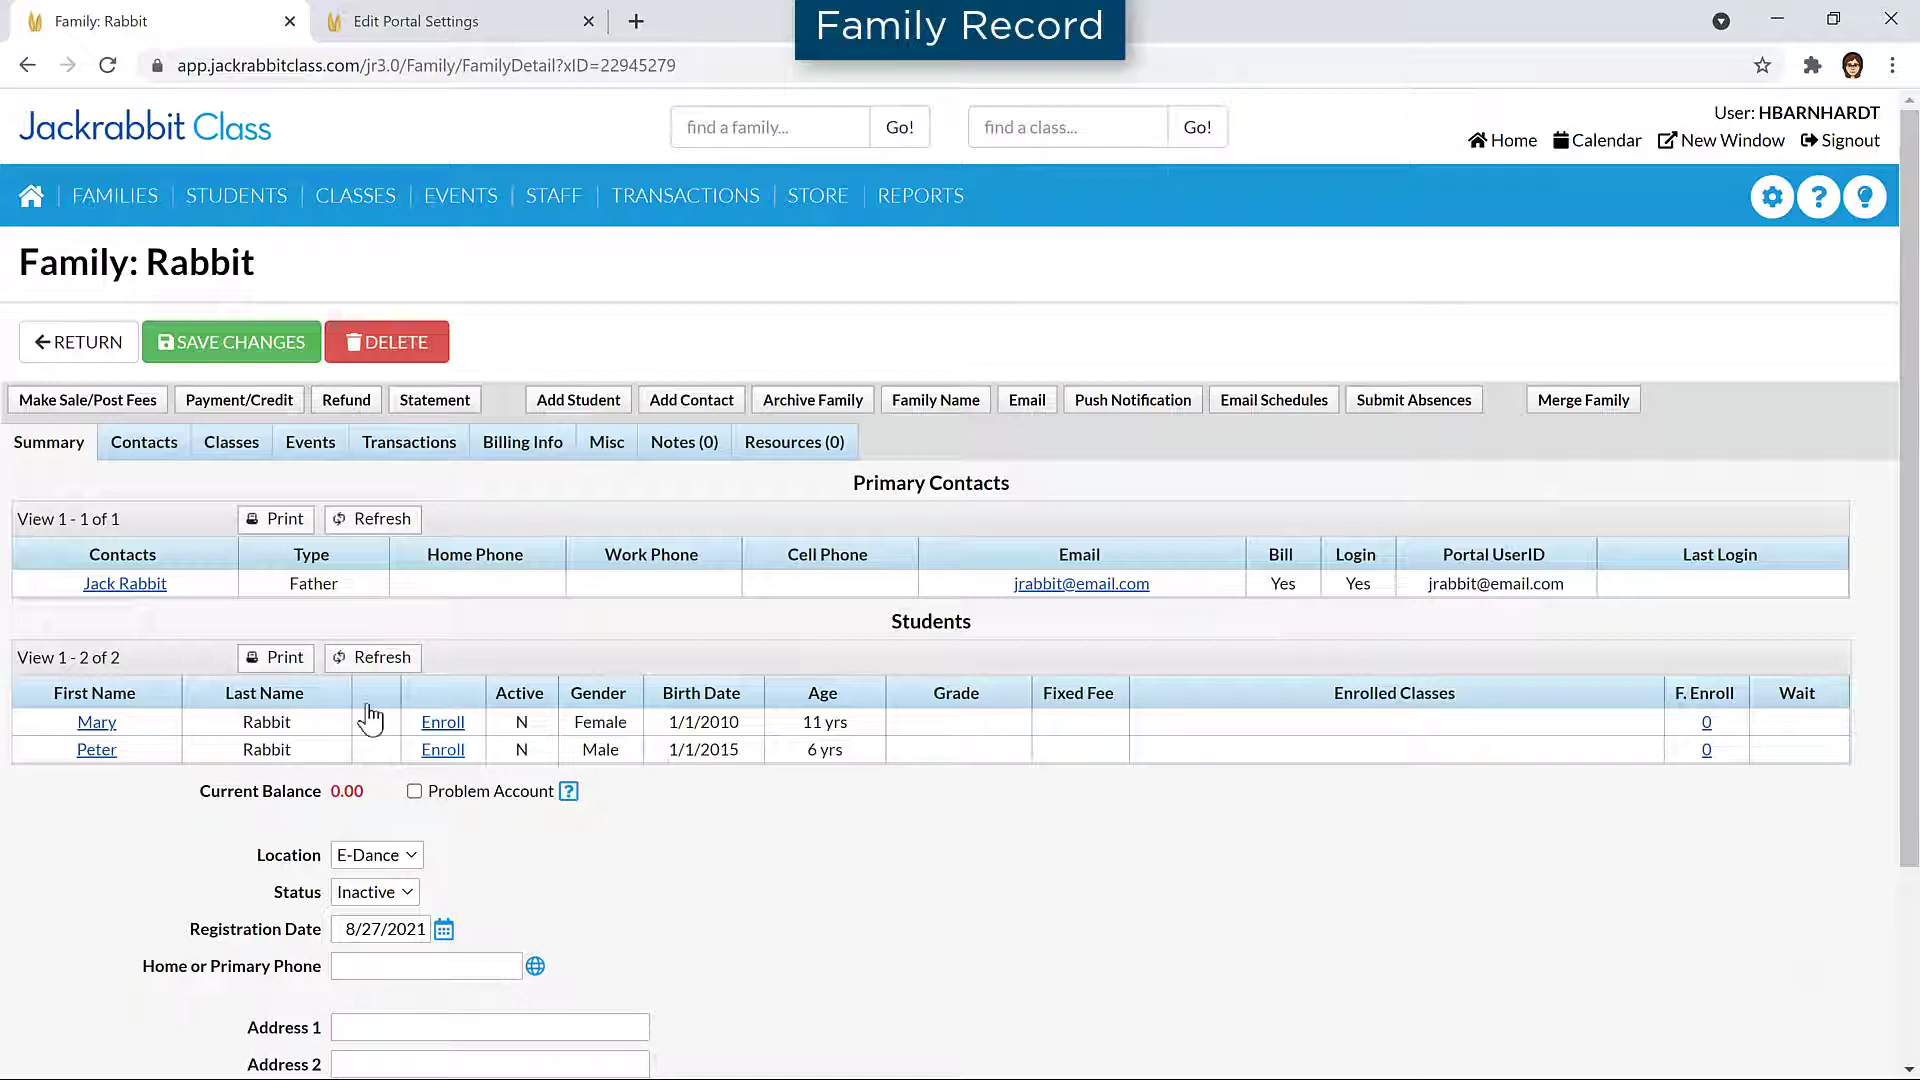 Family: Rabbit
Edit Portal Settings
Family Record
app.jackrabbitclass.com/jr3.0/Family/FamilyDetail?xID=22945279
Jackrabbit Class
find a family...
Go!
find a class...
Go!
User: HBARNHARDT
Home
Calendar
New Window
Signout
FAMILIES
STUDENTS
CLASSES
EVENTS
STAFF
TRANSACTIONS
STORE
REPORTS
?
Family: Rabbit
RETURN
SAVE CHANGES
DELETE
Make Sale/Post Fees
Payment/Credit
Refund
Statement
Add Student
Add Contact
Archive Family
Family Name
Email
Push Notification
Email Schedules
Submit Absences
Merge Family
Summary
Contacts
Classes
Events
Transactions
Billing Info
Misc
Notes (0)
Resources (0)
Primary Contacts
View 1 - 1 of 1
Print
Refresh
Contacts Type Home Phone Work Phone Cell Phone Email Bill Login Portal UserID Last Login
Jack Rabbit Father jrabbit@email.com Yes Yes jrabbit@email.com
Students
View 1 - 2 of 2
Print
Refresh
First Name Last Name Active Gender Birth Date Age Grade Fixed Fee Enrolled Classes F. Enroll Wait
Mary Rabbit Enroll N Female 1/1/2010 11 yrs 0
Peter Rabbit Enroll N Male 1/1/2015 6 yrs 0
Current Balance 0.00
Problem Account ?
Location E-Dance
Status Inactive
Registration Date 8/27/2021
Home or Primary Phone
Address 1
Address 2